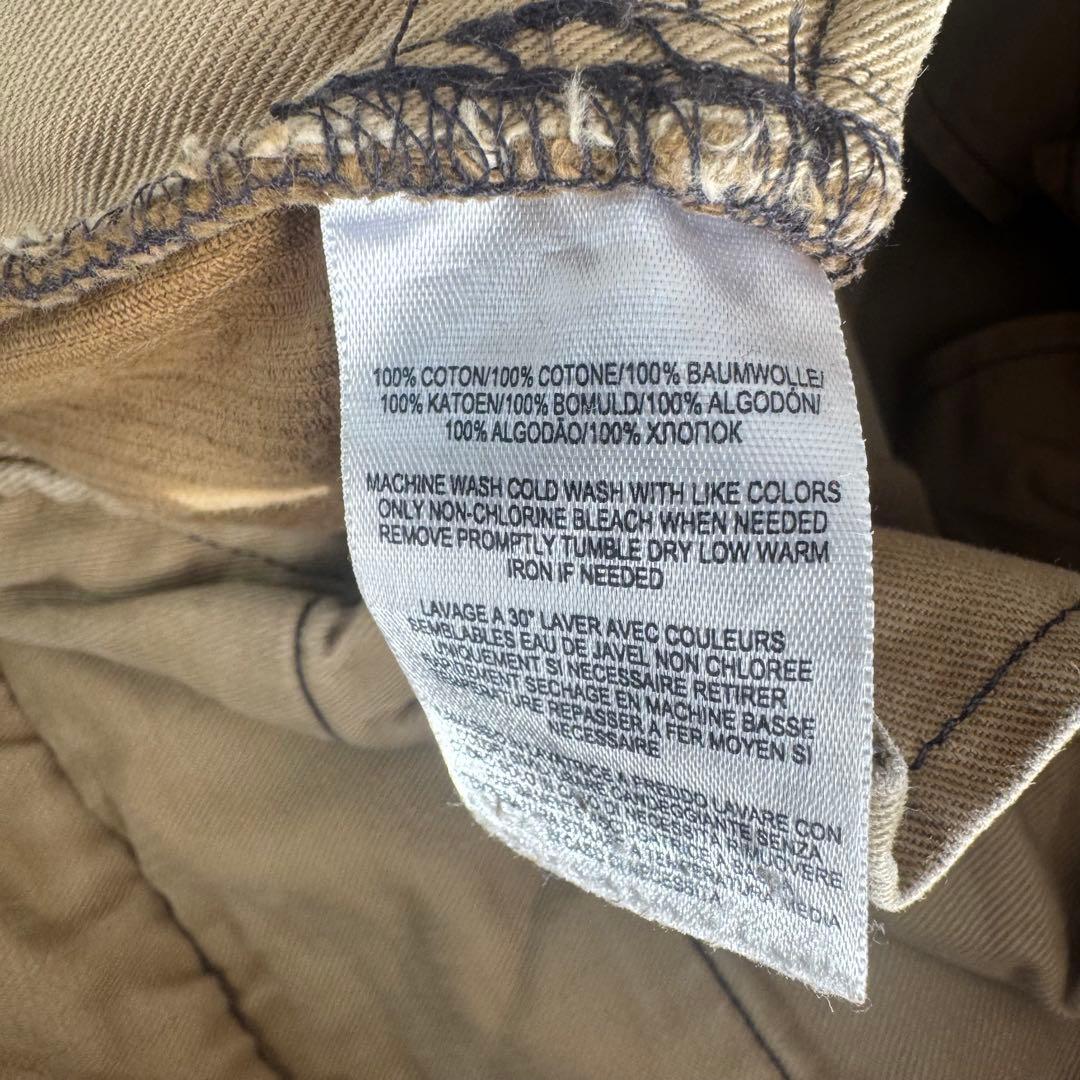 100% COTON/100% COTONE/100% BAUMWOLLE/
100% KATOEN/100% BOMULD/100% ALGODÓN/
100% ALGODÃO/100% ХЛОПОК
MACHINE WASH COLD WASH WITH LIKE COLORS
ONLY NON-CHLORINE BLEACH WHEN NEEDED
REMOVE PROMPTLY TUMBLE DRY LOW WARM
IRON IF NEEDED
LAVAGE A 30° LAVER AVEC COULEURS
SEMBLABLES EAU DE JAVEL NON CHLOREE
UNIQUEMENT SI NECESSAIRE RETIRER
SECHAGE EN MACHINE BASSE
REPASSER A FER MOYEN SI
NECESSAIRE
A FREDDO LAVARE CON
CANDEGGIANTE SENZA
RIMUOVERE
MEDIA